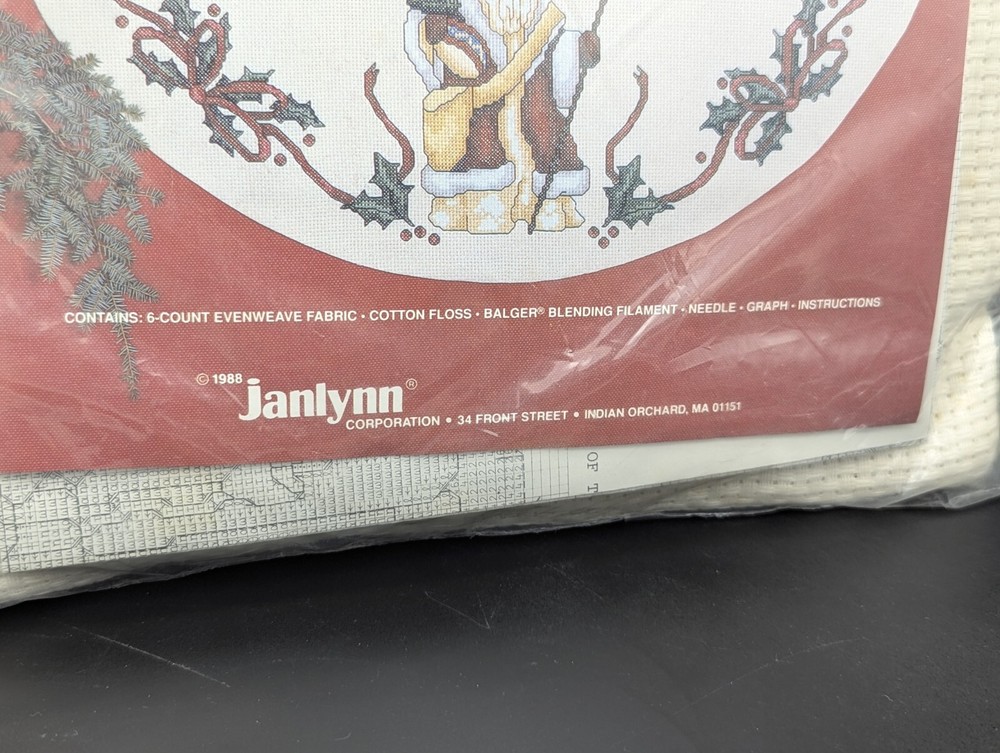 CONTAINS: 6-COUNT EVENWEAVE FABRIC • COTTON FLOSS • BALGER® BLENDING FILAMENT • NEEDLE • GRAPH • INSTRUCTIONS
© 1988 janlynn®
CORPORATION • 34 FRONT STREET • INDIAN ORCHARD, MA 01151
OF